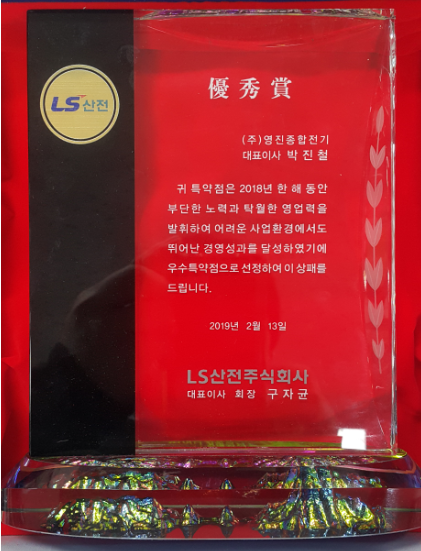 LS산전
優秀賞
(주)영진종합전기
대표이사 박진철
귀 특약점은 2018년 한 해 동안
부단한 노력과 탁월한 영업력을
발휘하여 어려운 사업환경에서도
뛰어난 경영성과를 달성하였기에
우수특약점으로 선정하여 이 상패를
드립니다.
2019년 2월 13일
LS산전주식회사
대표이사 회장 구자균